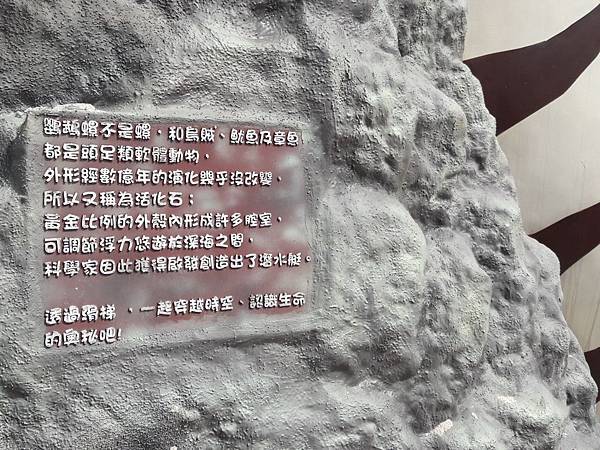 鸚鵡螺不是螺，和烏賊、魷魚及章魚
都是頭足類軟體動物，
外形經數億年的演化幾乎沒改變，
所以又稱為活化石；
黃金比例的外殼內形成許多腔室，
可調節浮力悠遊於深海之間，
科學家因此獲得啟發創造出了潛水艇。
透過滑梯，一起穿越時空、認識生命
的奧秘吧!